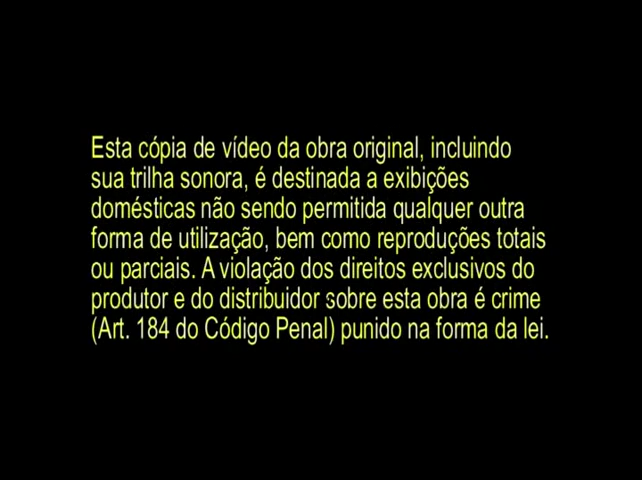 Esta cópia de vídeo da obra original, incluindo
sua trilha sonora, é destinada a exibições
domésticas não sendo permitida qualquer outra
forma de utilização, bem como reproduções totais
ou parciais. A violação dos direitos exclusivos do
produtor e do distribuidor sobre esta obra é crime
(Art. 184 do Código Penal) punido na forma da lei.